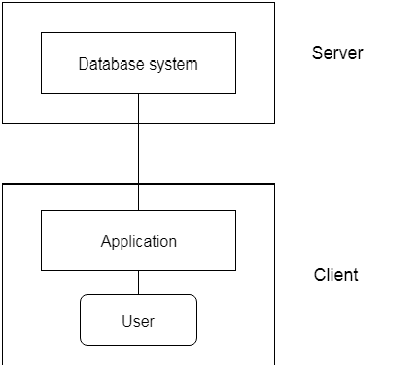 Database system
Server
Application
Client
User